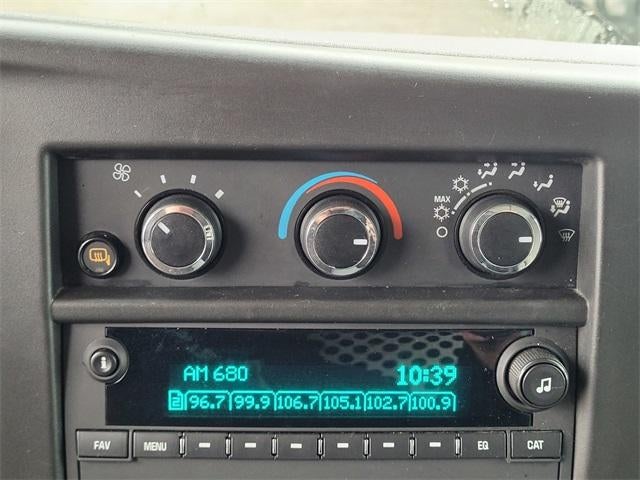 MAX
AM 680 10:39
2 96.7 99.9 106.7 105.1 102.7 100.9
FAV MENU EQ CAT